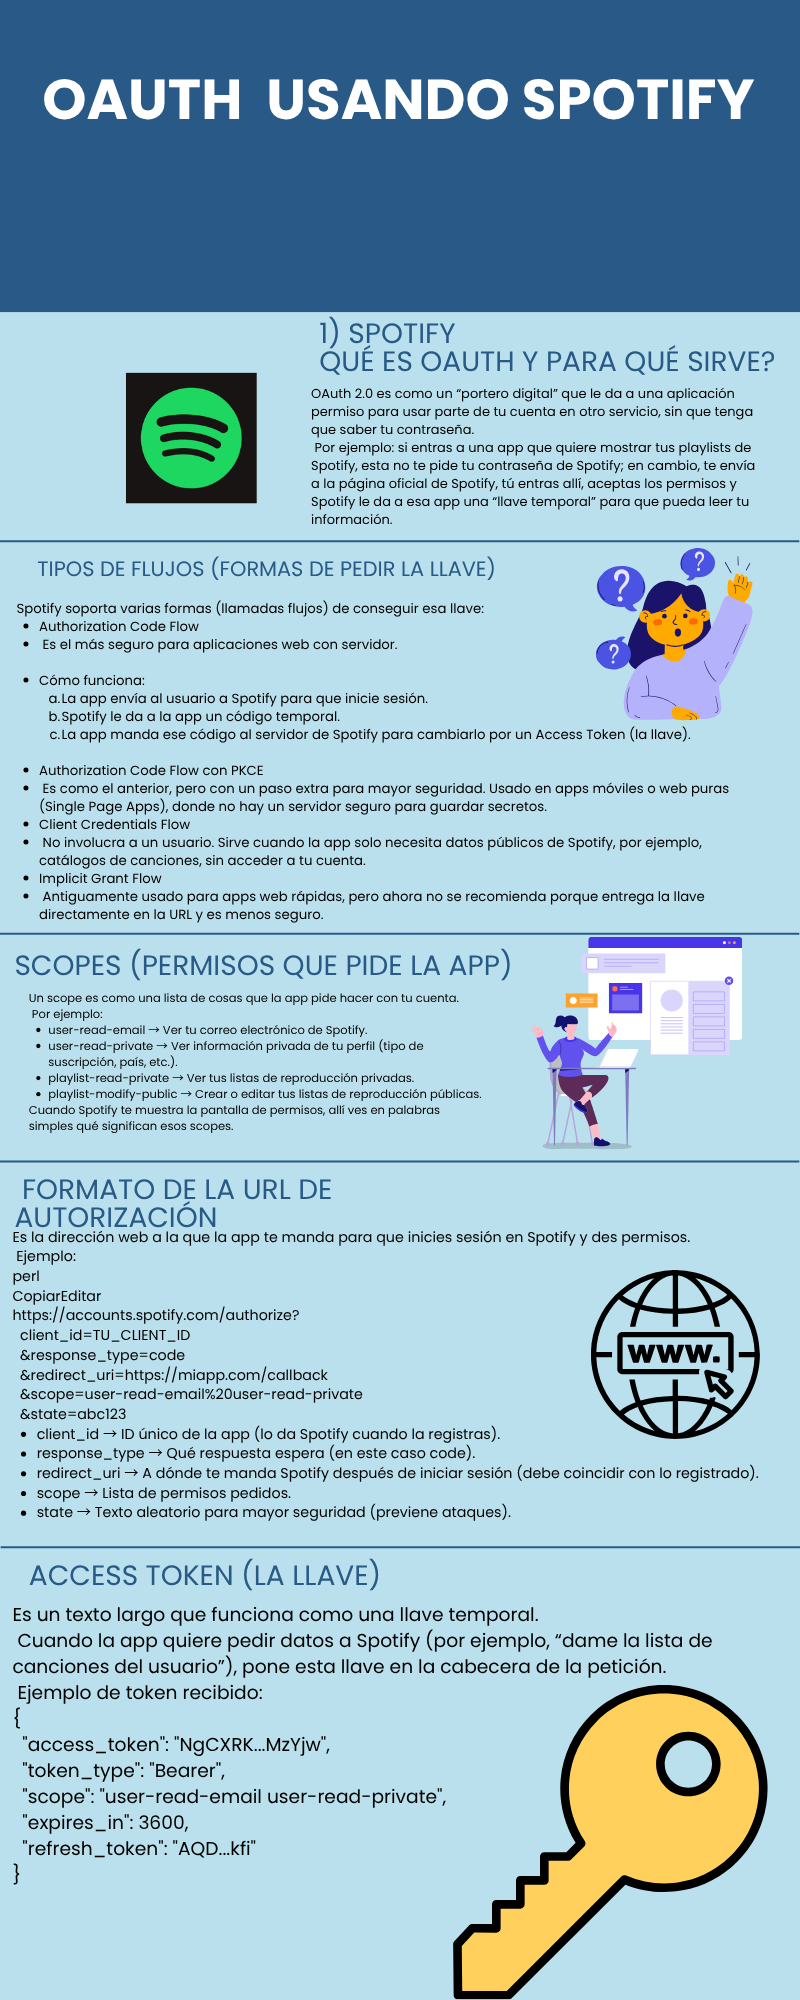 OAUTH  USANDO SPOTIFY
1) SPOTIFY
QUÉ ES OAUTH Y PARA QUÉ SIRVE?
OAuth 2.0 es como un “portero digital” que le da a una aplicación
permiso para usar parte de tu cuenta en otro servicio, sin que tenga
que saber tu contraseña.
Por ejemplo: si entras a una app que quiere mostrar tus playlists de
Spotify, esta no te pide tu contraseña de Spotify; en cambio, te envía
a la página oficial de Spotify, tú entras allí, aceptas los permisos y
Spotify le da a esa app una “llave temporal” para que pueda leer tu
información.
TIPOS DE FLUJOS (FORMAS DE PEDIR LA LLAVE)
? ? ?
Spotify soporta varias formas (llamadas flujos) de conseguir esa llave:
• Authorization Code Flow
• Es el más seguro para aplicaciones web con servidor.
• Cómo funciona:
a. La app envía al usuario a Spotify para que inicie sesión.
b. Spotify le da a la app un código temporal.
c. La app manda ese código al servidor de Spotify para cambiarlo por un Access Token (la llave).
• Authorization Code Flow con PKCE
• Es como el anterior, pero con un paso extra para mayor seguridad. Usado en apps móviles o web puras
(Single Page Apps), donde no hay un servidor seguro para guardar secretos.
• Client Credentials Flow
• No involucra a un usuario. Sirve cuando la app solo necesita datos públicos de Spotify, por ejemplo,
catálogos de canciones, sin acceder a tu cuenta.
• Implicit Grant Flow
• Antiguamente usado para apps web rápidas, pero ahora no se recomienda porque entrega la llave
directamente en la URL y es menos seguro.
SCOPES (PERMISOS QUE PIDE LA APP)
Un scope es como una lista de cosas que la app pide hacer con tu cuenta.
Por ejemplo:
• user-read-email → Ver tu correo electrónico de Spotify.
• user-read-private → Ver información privada de tu perfil (tipo de
suscripción, país, etc.).
• playlist-read-private → Ver tus listas de reproducción privadas.
• playlist-modify-public → Crear o editar tus listas de reproducción públicas.
Cuando Spotify te muestra la pantalla de permisos, allí ves en palabras
simples qué significan esos scopes.
FORMATO DE LA URL DE
AUTORIZACIÓN
Es la dirección web a la que la app te manda para que inicies sesión en Spotify y des permisos.
Ejemplo:
perl
CopiarEditar
https://accounts.spotify.com/authorize?
client_id=TU_CLIENT_ID
&response_type=code
&redirect_uri=https://miapp.com/callback
&scope=user-read-email%20user-read-private
&state=abc123
www.
• client_id → ID único de la app (lo da Spotify cuando la registras).
• response_type → Qué respuesta espera (en este caso code).
• redirect_uri → A dónde te manda Spotify después de iniciar sesión (debe coincidir con lo registrado).
• scope → Lista de permisos pedidos.
• state → Texto aleatorio para mayor seguridad (previene ataques).
ACCESS TOKEN (LA LLAVE)
Es un texto largo que funciona como una llave temporal.
Cuando la app quiere pedir datos a Spotify (por ejemplo, “dame la lista de
canciones del usuario”), pone esta llave en la cabecera de la petición.
Ejemplo de token recibido:
{
"access_token": "NgCXRK...MzYjw",
"token_type": "Bearer",
"scope": "user-read-email user-read-private",
"expires_in": 3600,
"refresh_token": "AQD...kfi"
}